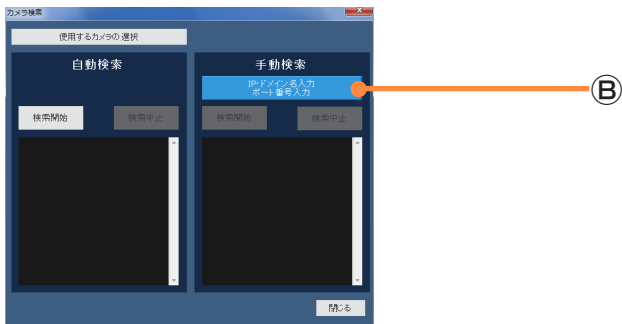 カメラ検索
使用するカメラの選択
自動検索
手動検索
IP・ドメイン名入力
ポート番号入力
検索開始
検索中止
検索開始
検索中止
閉じる
B